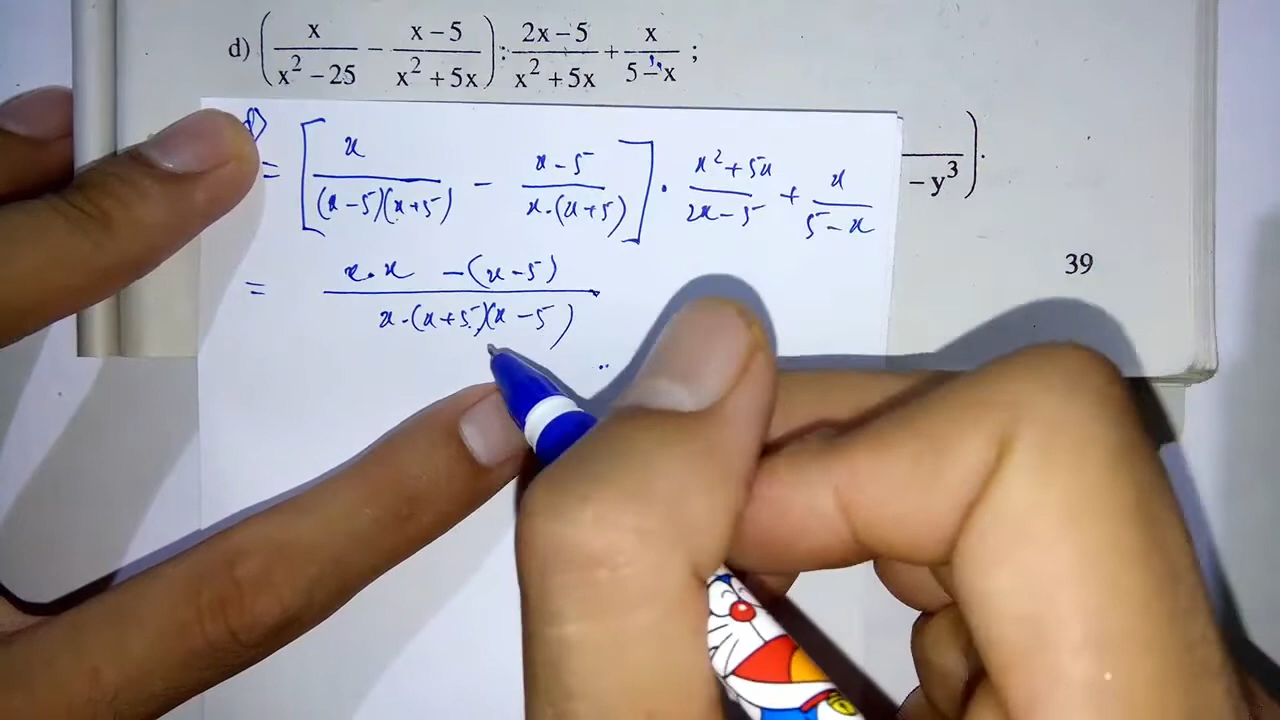 d) (x/(x² − 25) − (x − 5)/(x² + 5x)) : (2x − 5)/(x² + 5x) + x/(5 − x) ;
d)
= [x/((x−5)(x+5)) − (x−5)/(x.(x+5))] . (x²+5x)/(2x−5) + x/(5−x)
− y³).
= (x.x −(x−5))/(x.(x+5)(x−5))
39